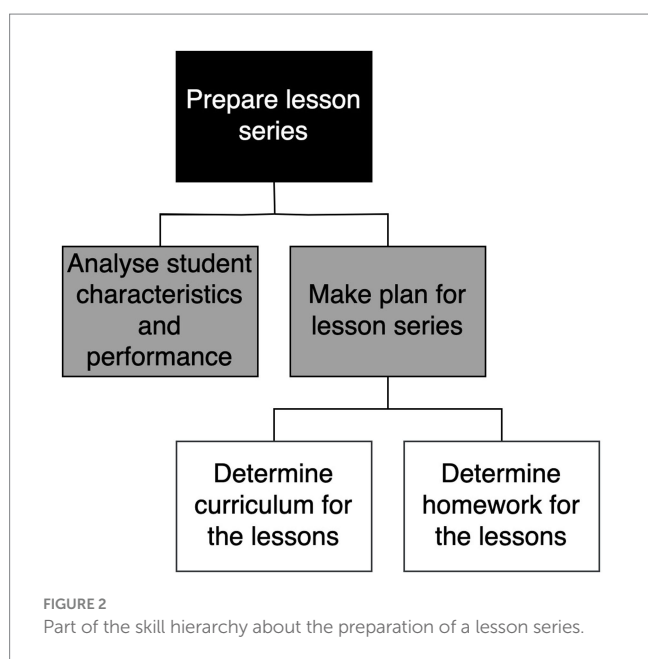 Prepare lesson
series
Analyse student
characteristics
and
performance
Make plan for
lesson series
Determine
curriculum for
the lessons
Determine
homework for
the lessons
FIGURE 2
Part of the skill hierarchy about the preparation of a lesson series.